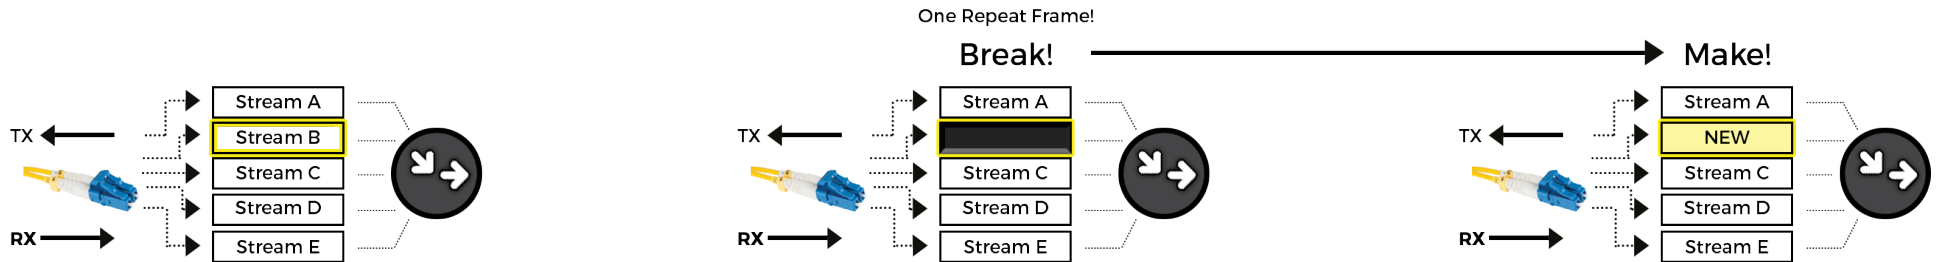 One Repeat Frame!
Break!
Make!
TX
RX
Stream A
Stream B
Stream C
Stream D
Stream E
TX
RX
Stream A
Stream C
Stream D
Stream E
TX
RX
Stream A
NEW
Stream C
Stream D
Stream E